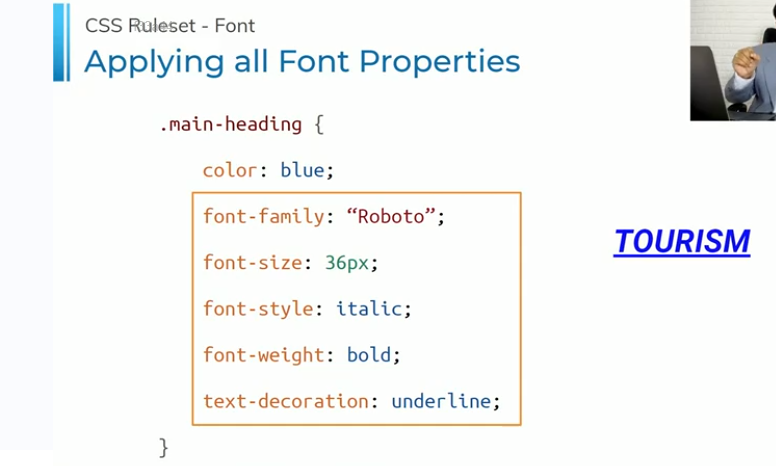 CSS Ruleset - Font
Applying all Font Properties
.main-heading {
color: blue;
font-family: “Roboto”;
font-size: 36px;
font-style: italic;
font-weight: bold;
text-decoration: underline;
}
TOURISM